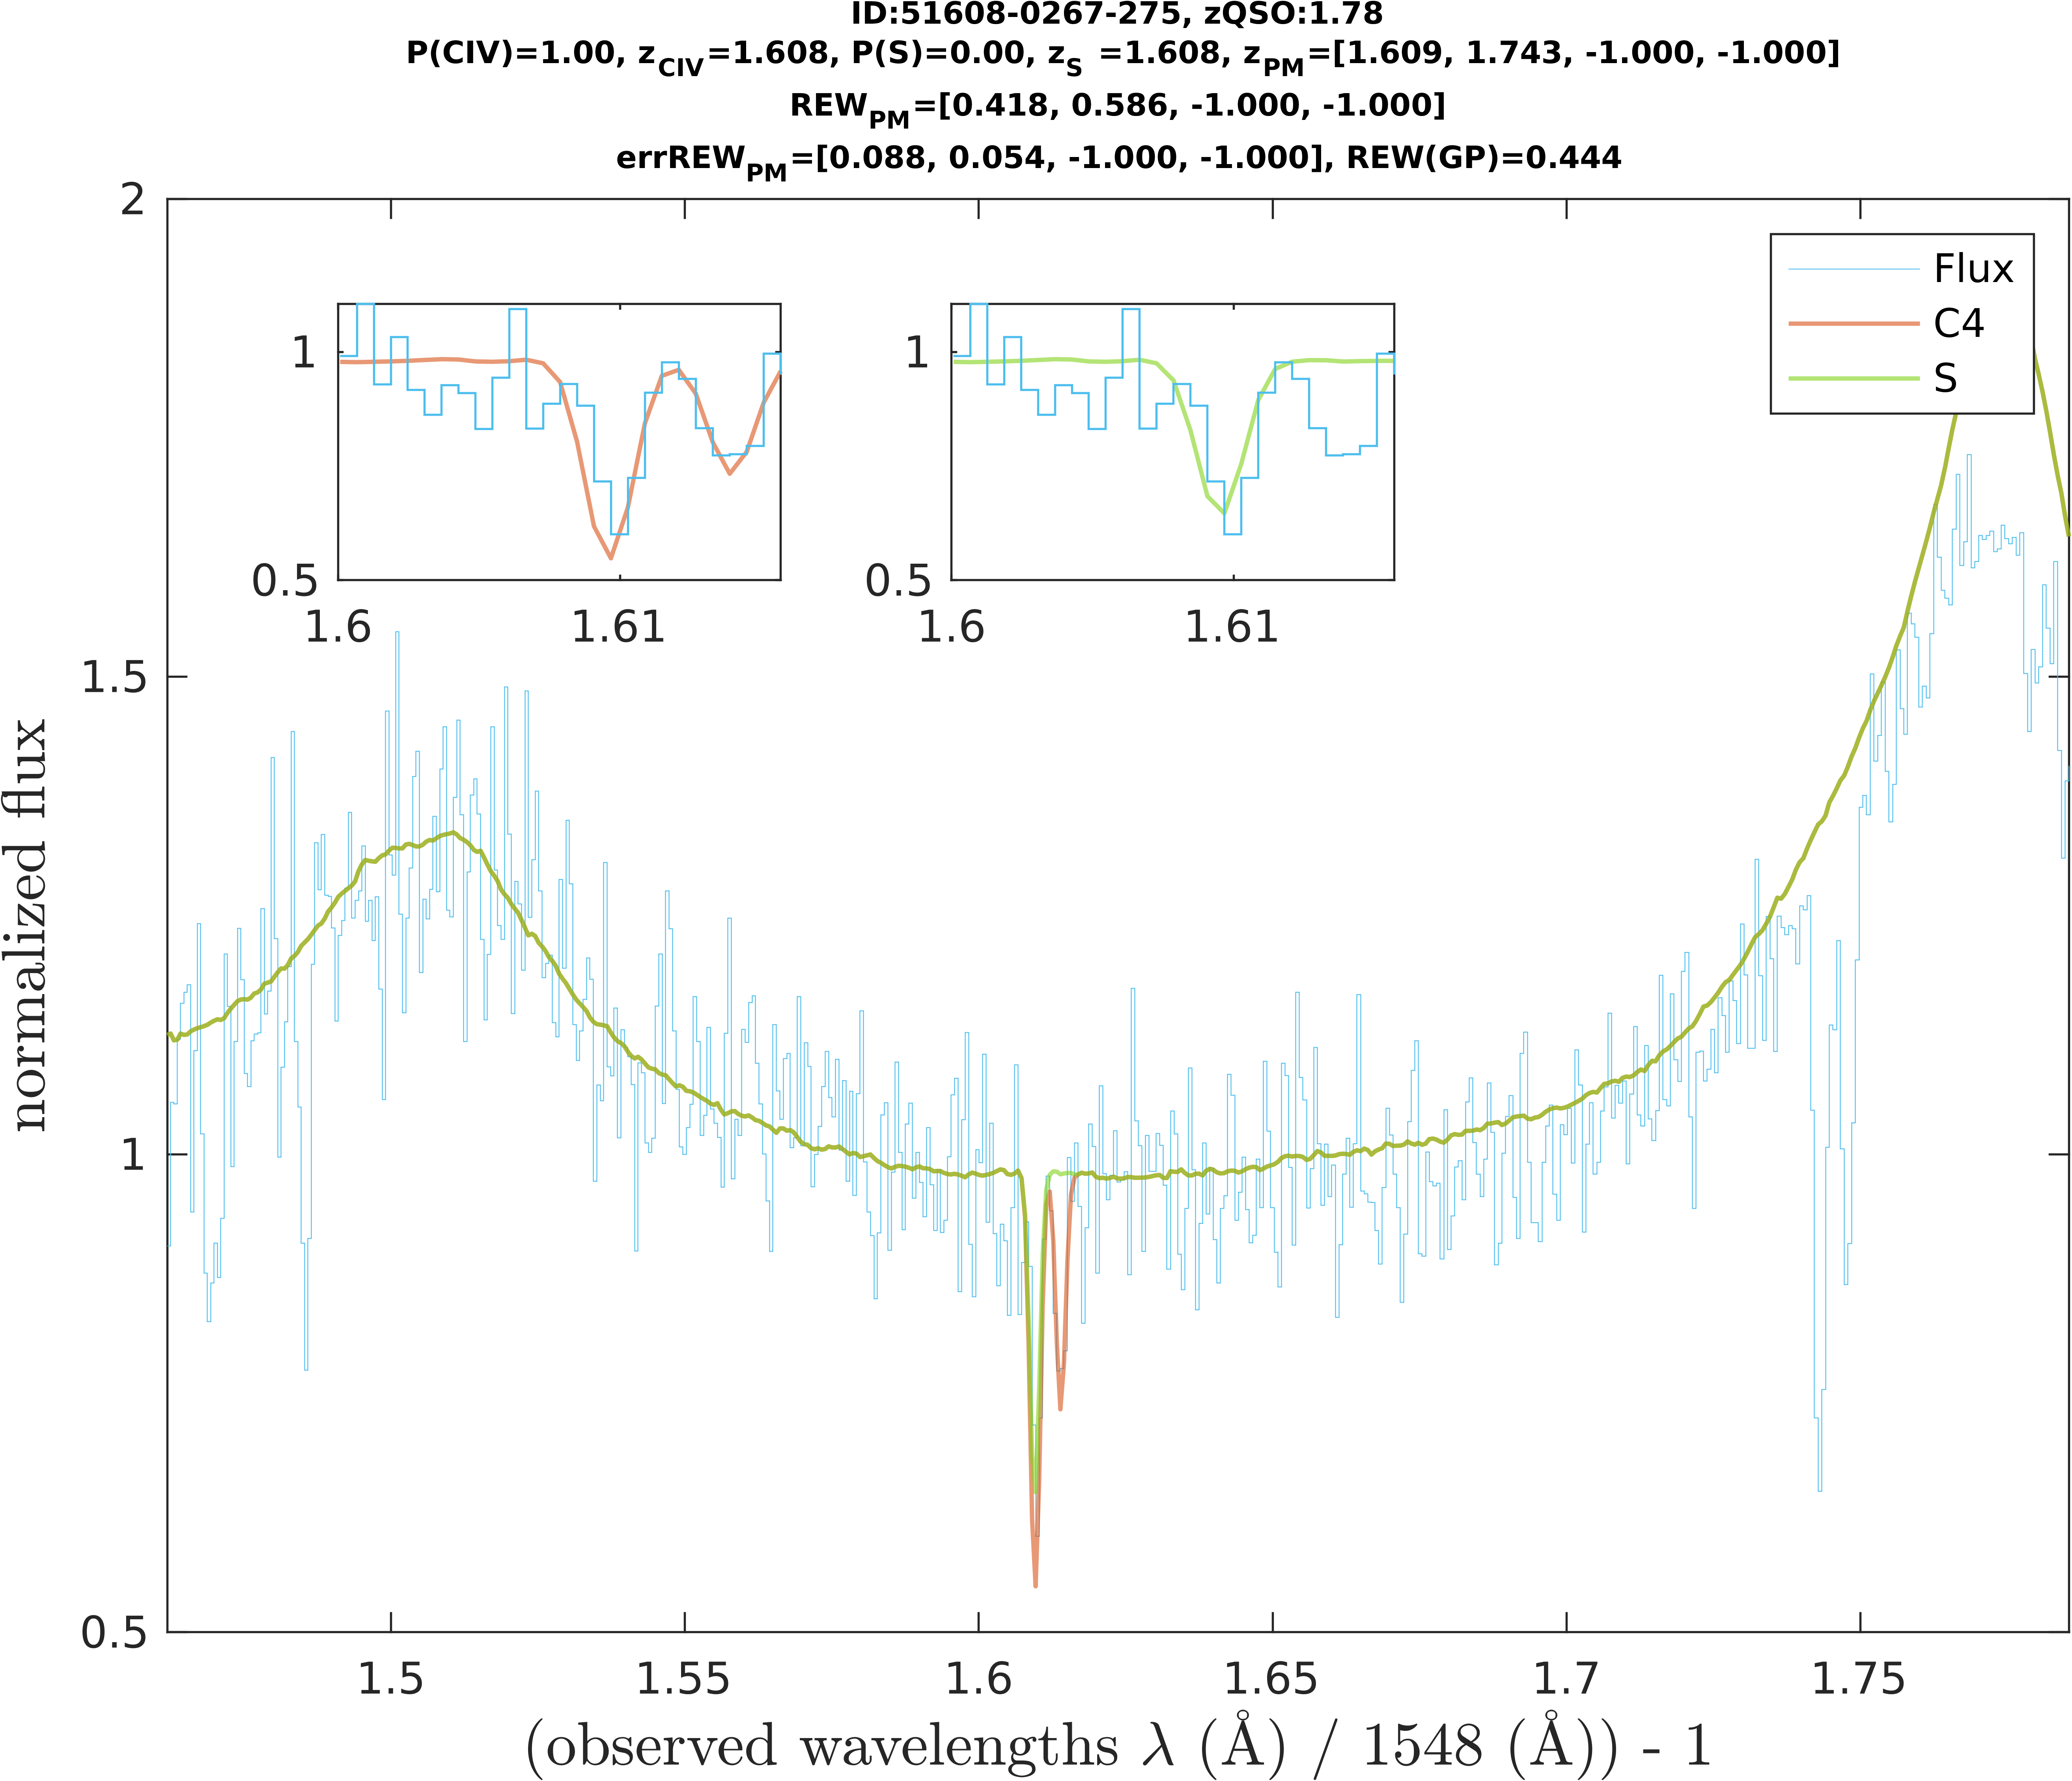 ID:51608-0267-275, zQSO:1.78
P(CIV)=1.00, zCIV=1.608, P(S)=0.00, zS =1.608, zPM=[1.609, 1.743, -1.000, -1.000]
REWPM=[0.418, 0.586, -1.000, -1.000]
errREWPM=[0.088, 0.054, -1.000, -1.000], REW(GP)=0.444
2
1.5
1
0.5
normalized flux
1
0.5
1.6 1.61
1
0.5
1.6 1.61
Flux
C4
S
1.5 1.55 1.6 1.65 1.7 1.75
(observed wavelengths λ (Å) / 1548 (Å)) - 1